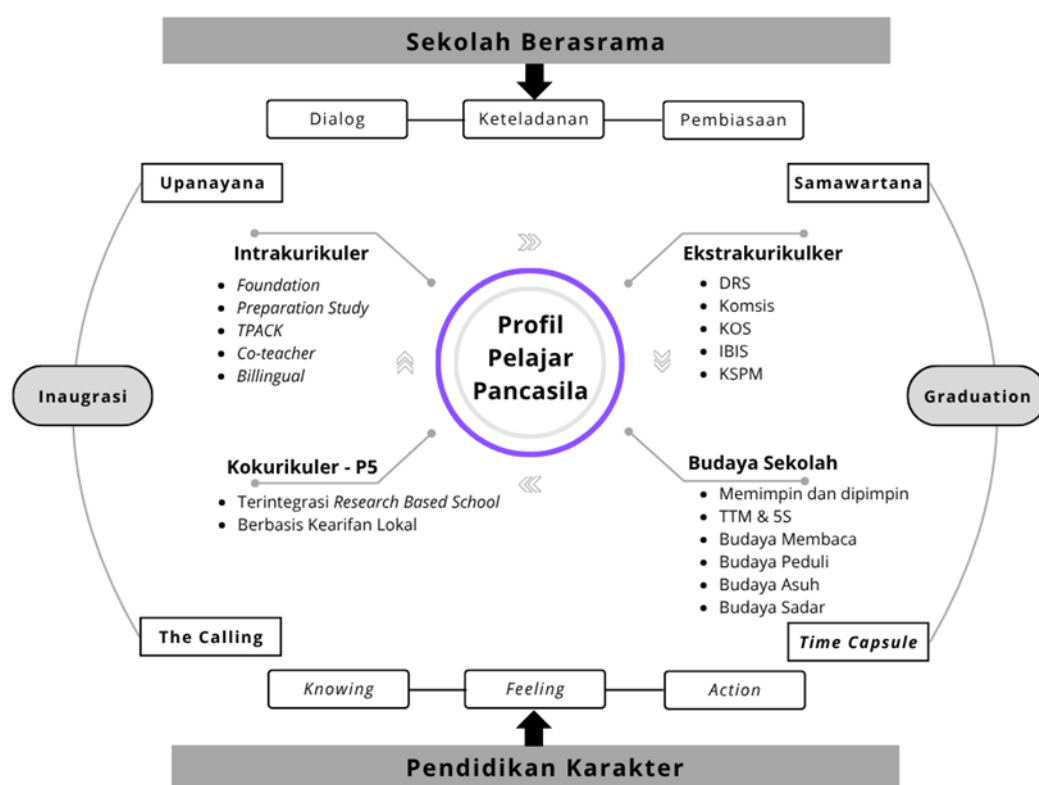 Sekolah Berasrama
Dialog
Keteladanan
Pembiasaan
Upanayana
Samawartana
Intrakurikuler
• Foundation
• Preparation Study
• TPACK
• Co-teacher
• Billingual
Ekstrakurikulker
• DRS
• Komsis
• KOS
• IBIS
• KSPM
Profil
Pelajar
Pancasila
Inaugrasi
Graduation
Kokurikuler - P5
• Terintegrasi Research Based School
• Berbasis Kearifan Lokal
Budaya Sekolah
• Memimpin dan dipimpin
• TTM & 5S
• Budaya Membaca
• Budaya Peduli
• Budaya Asuh
• Budaya Sadar
The Calling
Time Capsule
Knowing
Feeling
Action
Pendidikan Karakter